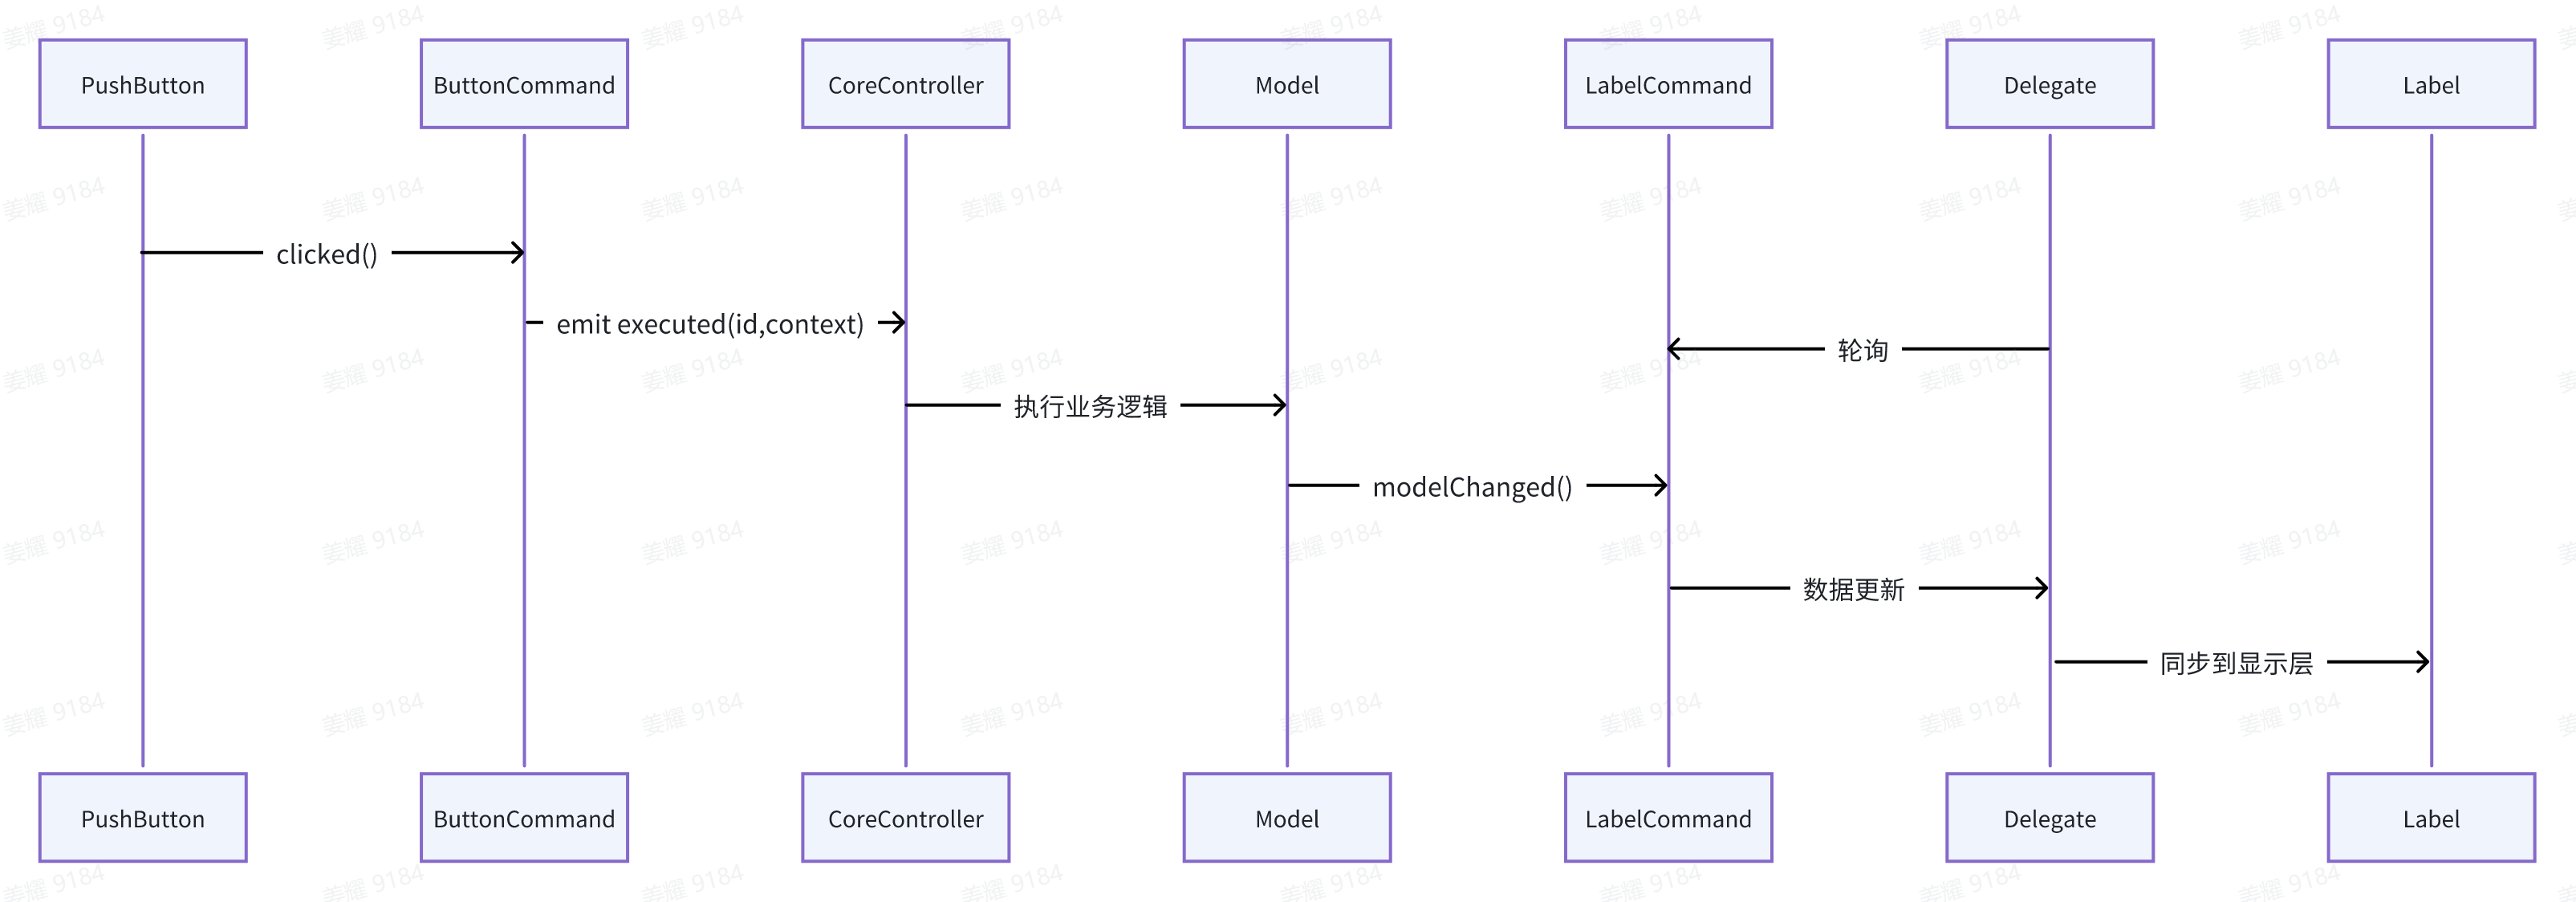 PushButton
ButtonCommand
CoreController
Model
LabelCommand
Delegate
Label
clicked()
emit executed(id,context)
轮询
执行业务逻辑
modelChanged()
数据更新
同步到显示层
PushButton
ButtonCommand
CoreController
Model
LabelCommand
Delegate
Label
姜耀 9184